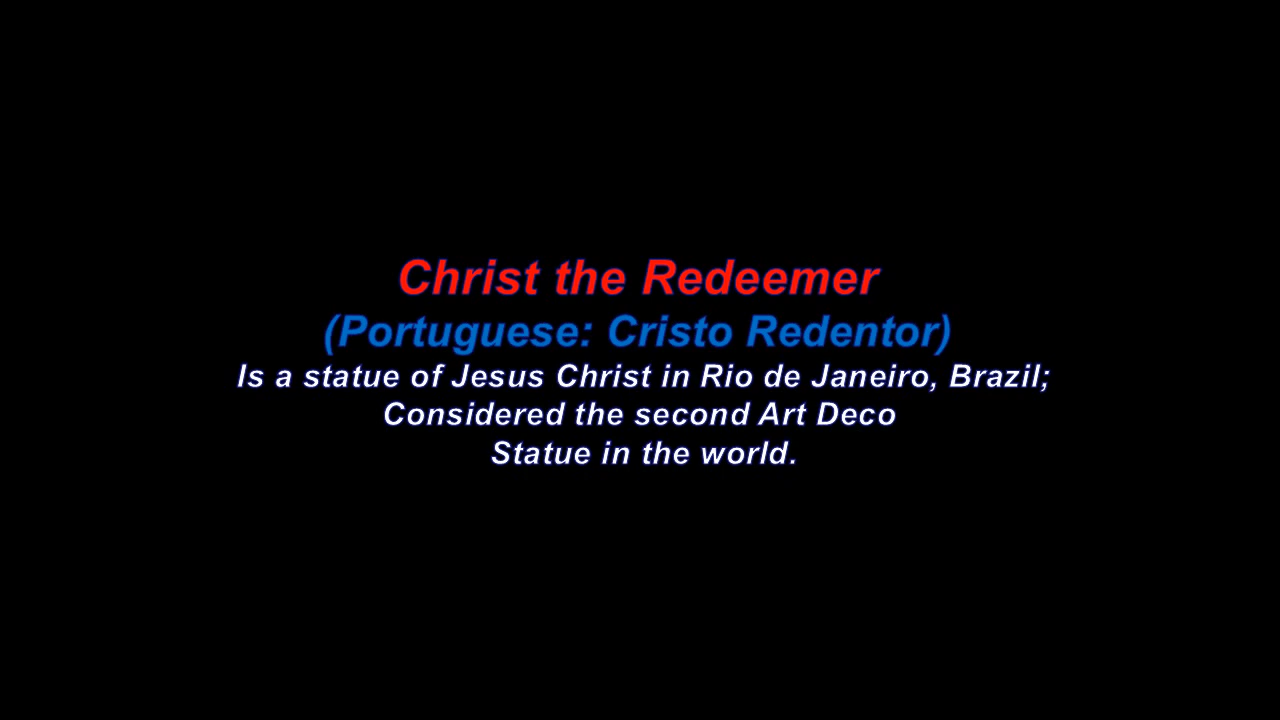 Christ the Redeemer
(Portuguese: Cristo Redentor)
Is a statue of Jesus Christ in Rio de Janeiro, Brazil;
Considered the second Art Deco
Statue in the world.